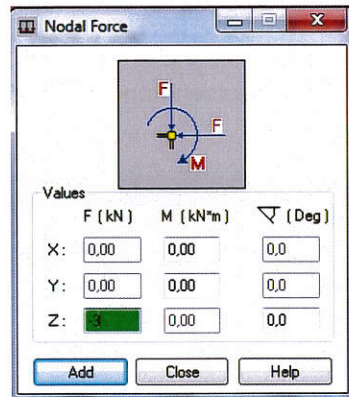 Nodal Force
F
F
M
Values
F (kN) M (kN*m) (Deg)
X: 0,00 0,00 0,0
Y: 0,00 0,00 0,0
Z: -3 0,00 0,0
Add Close Help